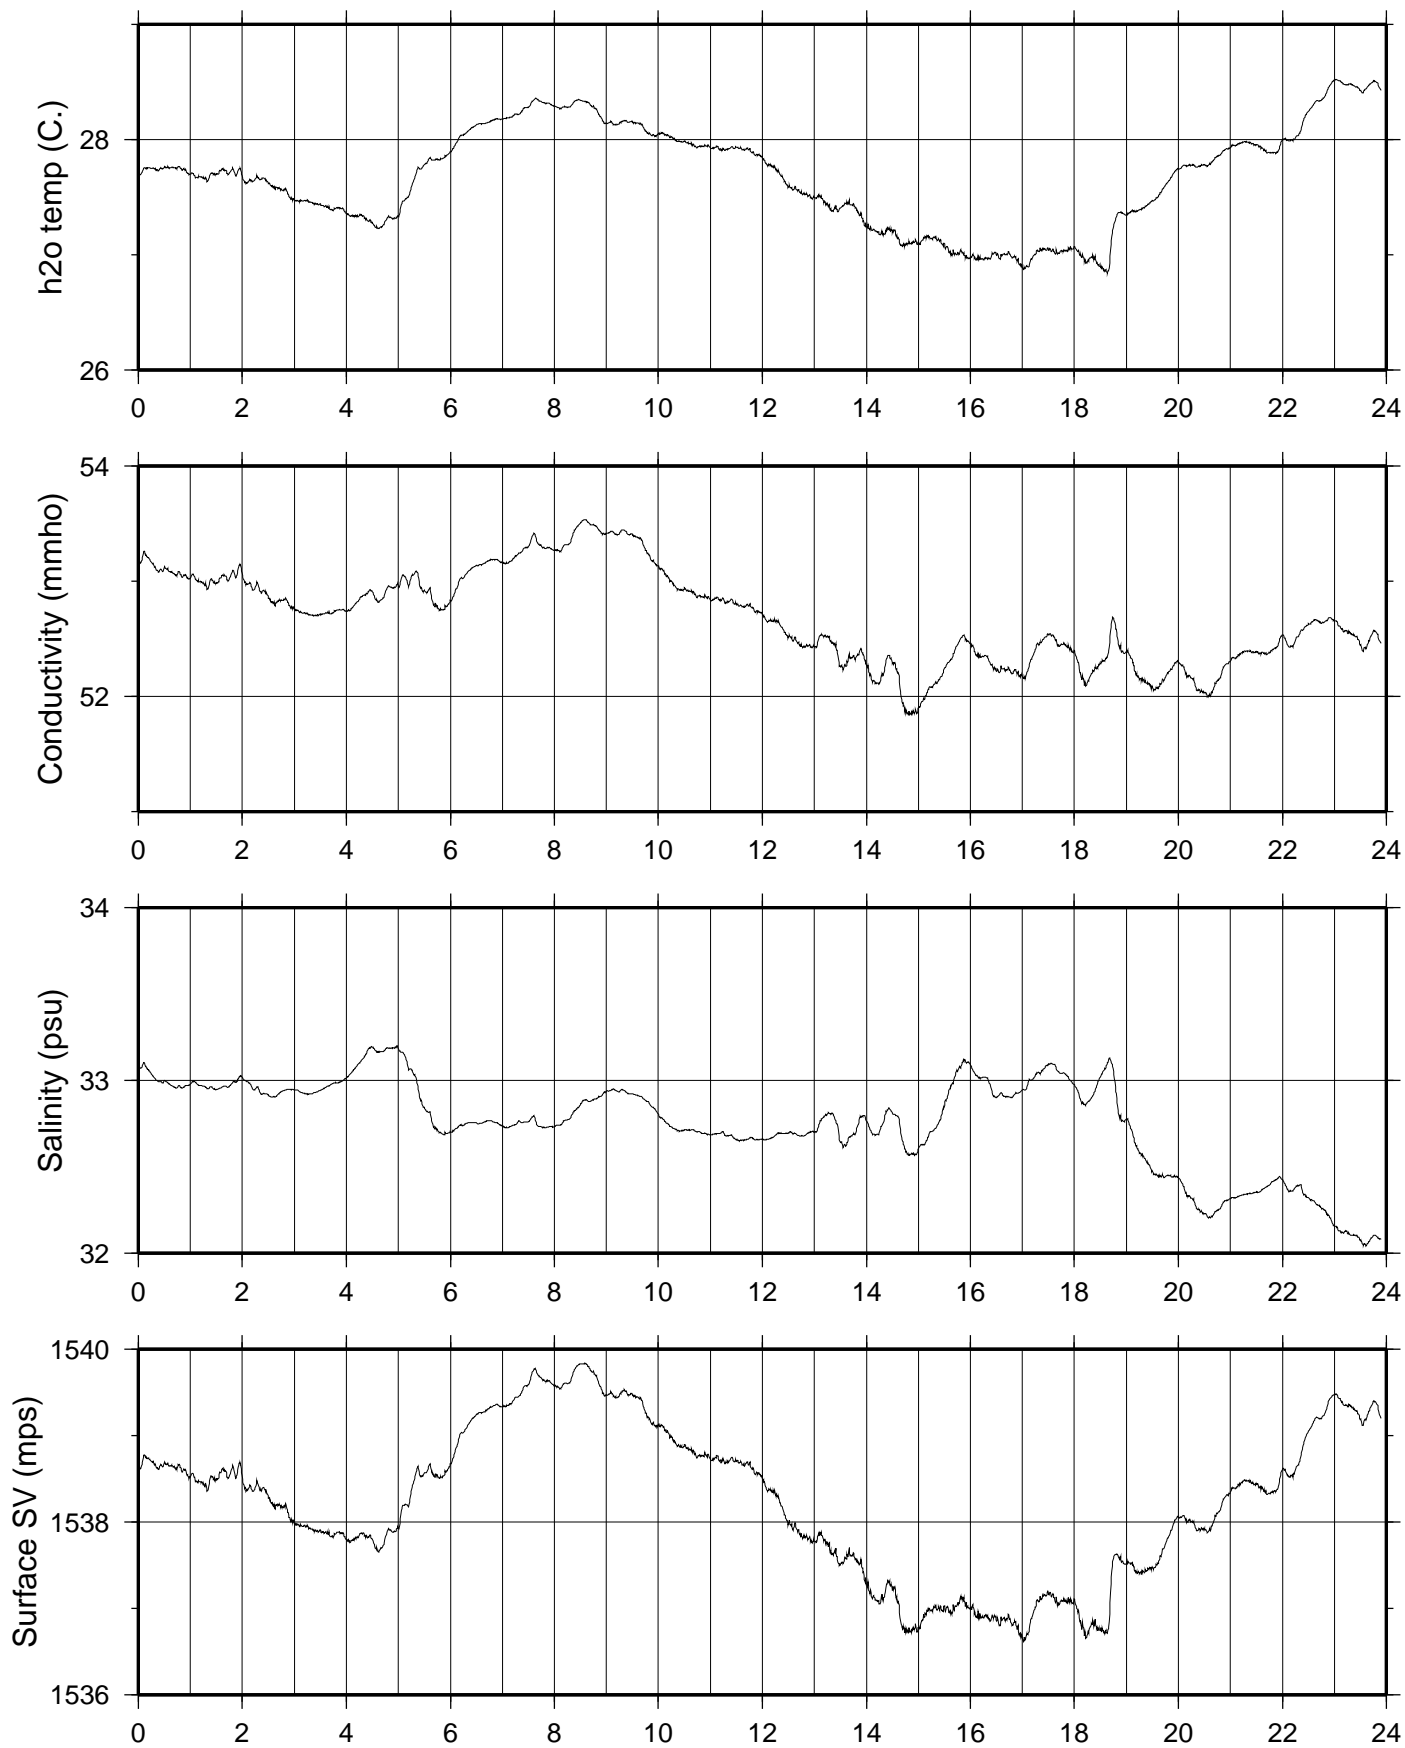 h2o temp (C.)
28
26
0 2 4 6 8 10 12 14 16 18 20 22 24
Conductivity (mmho)
54
52
0 2 4 6 8 10 12 14 16 18 20 22 24
Salinity (psu)
34
33
32
0 2 4 6 8 10 12 14 16 18 20 22 24
Surface SV (mps)
1540
1538
1536
0 2 4 6 8 10 12 14 16 18 20 22 24